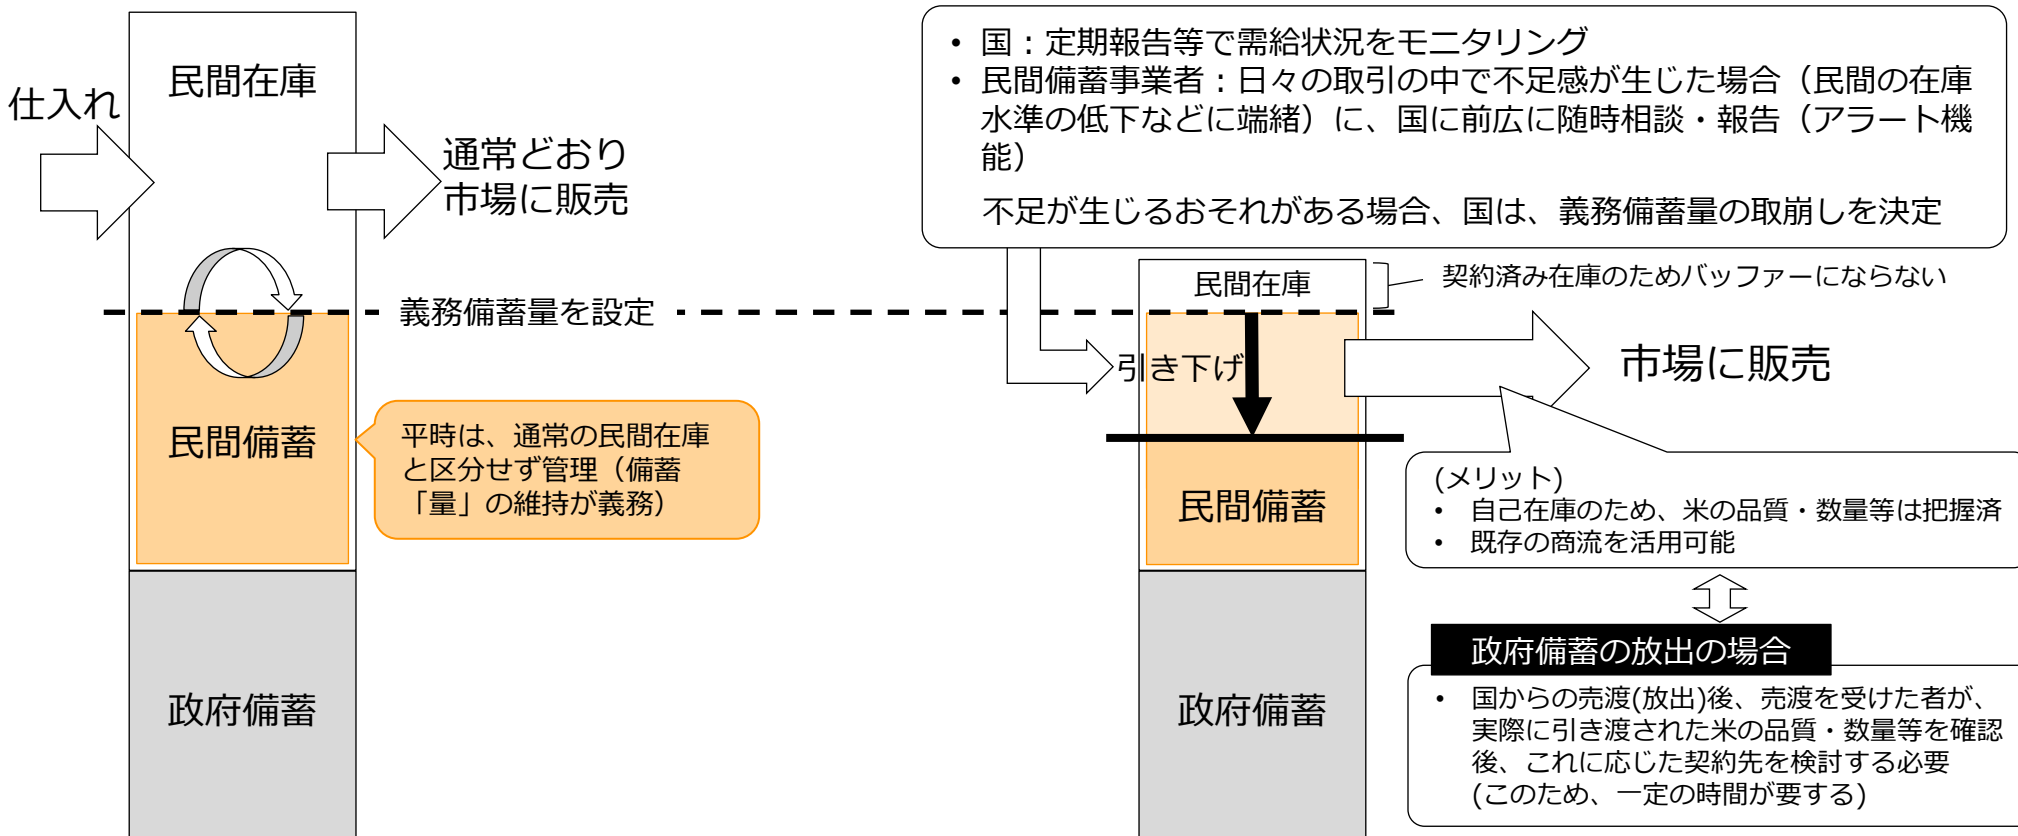 仕入れ
民間在庫
通常どおり
市場に販売
義務備蓄量を設定
民間備蓄
平時は、通常の民間在庫
と区分せず管理（備蓄
「量」の維持が義務）
政府備蓄
• 国：定期報告等で需給状況をモニタリング
• 民間備蓄事業者：日々の取引の中で不足感が生じた場合（民間の在庫
水準の低下などに端緒）に、国に前広に随時相談・報告（アラート機
能）
不足が生じるおそれがある場合、国は、義務備蓄量の取崩しを決定
民間在庫
契約済み在庫のためバッファーにならない
引き下げ
市場に販売
民間備蓄
(メリット)
• 自己在庫のため、米の品質・数量等は把握済
• 既存の商流を活用可能
政府備蓄
政府備蓄の放出の場合
• 国からの売渡(放出)後、売渡を受けた者が、
実際に引き渡された米の品質・数量等を確認
後、これに応じた契約先を検討する必要
(このため、一定の時間が要する)